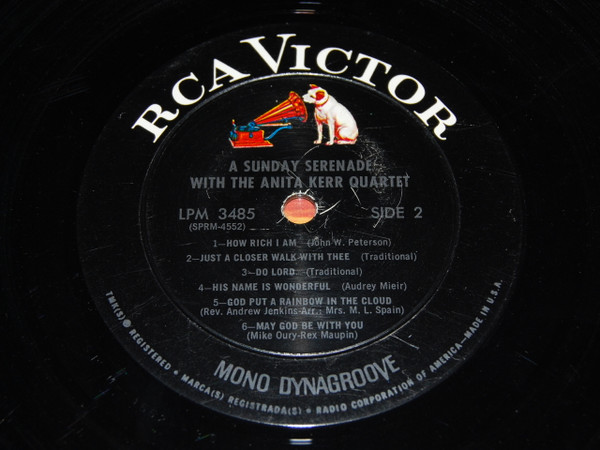 RCA VICTOR
A SUNDAY SERENADE
WITH THE ANITA KERR QUARTET
LPM 3485
SIDE 2
(SPRM-4552)
1—HOW RICH I AM (John W. Peterson)
2—JUST A CLOSER WALK WITH THEE (Traditional)
3—DO LORD (Traditional)
4—HIS NAME IS WONDERFUL (Audrey Mieir)
5—GOD PUT A RAINBOW IN THE CLOUD
(Rev. Andrew Jenkins-Arr.: Mrs. M. L. Spain)
6—MAY GOD BE WITH YOU
(Mike Oury-Rex Maupin)
MONO DYNAGROOVE
TMK(S) ® REGISTERED • MARCA(S) REGISTRADA(S) • RADIO CORPORATION OF AMERICA—MADE IN U.S.A.